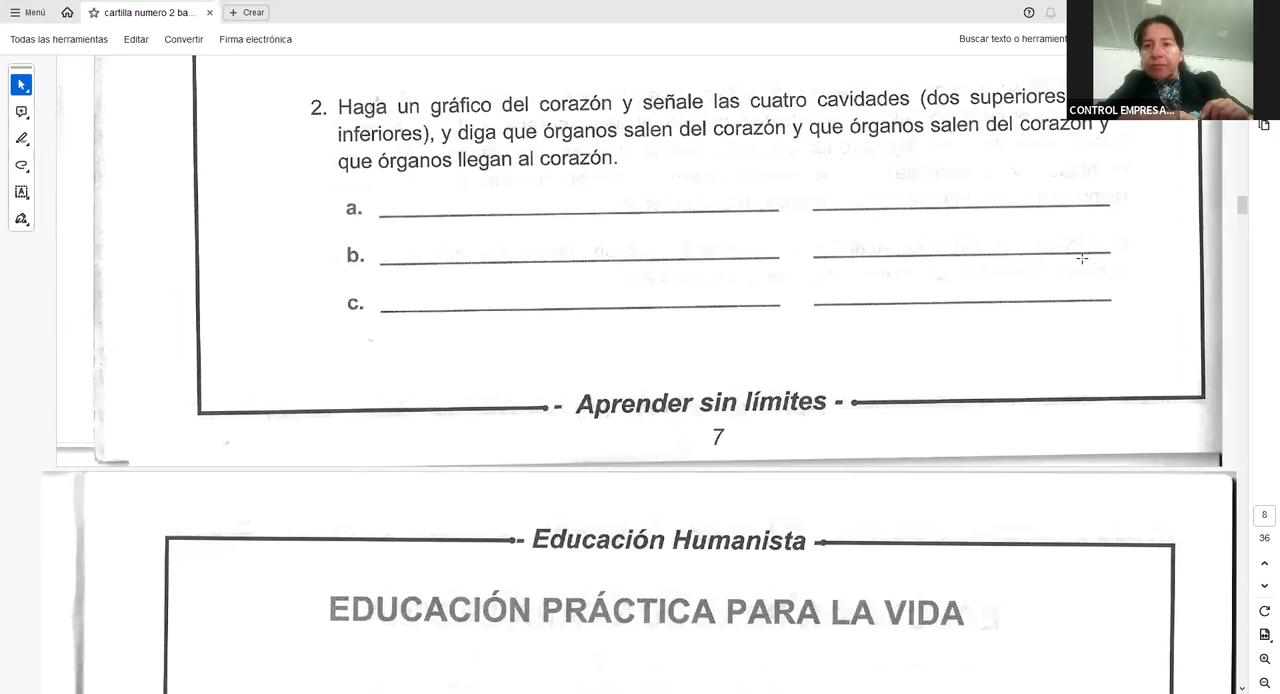 Menú
cartilla numero 2 ba...
+ Crear
Todas las herramientas
Editar
Convertir
Firma electrónica
Buscar texto o herramient
CONTROL EMPRESA...
2. Haga un gráfico del corazón y señale las cuatro cavidades (dos superiores
inferiores), y diga que órganos salen del corazón y que órganos salen del corazón y
que órganos llegan al corazón.
a.
b.
c.
- Aprender sin límites -
7
- Educación Humanista
EDUCACIÓN PRÁCTICA PARA LA VIDA
8
36